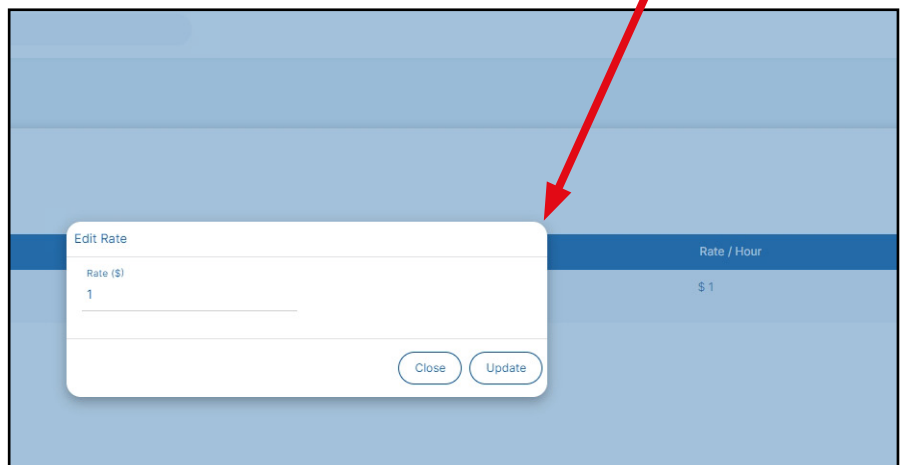 Edit Rate
Rate / Hour
Rate ($)
1
$ 1
Close
Update